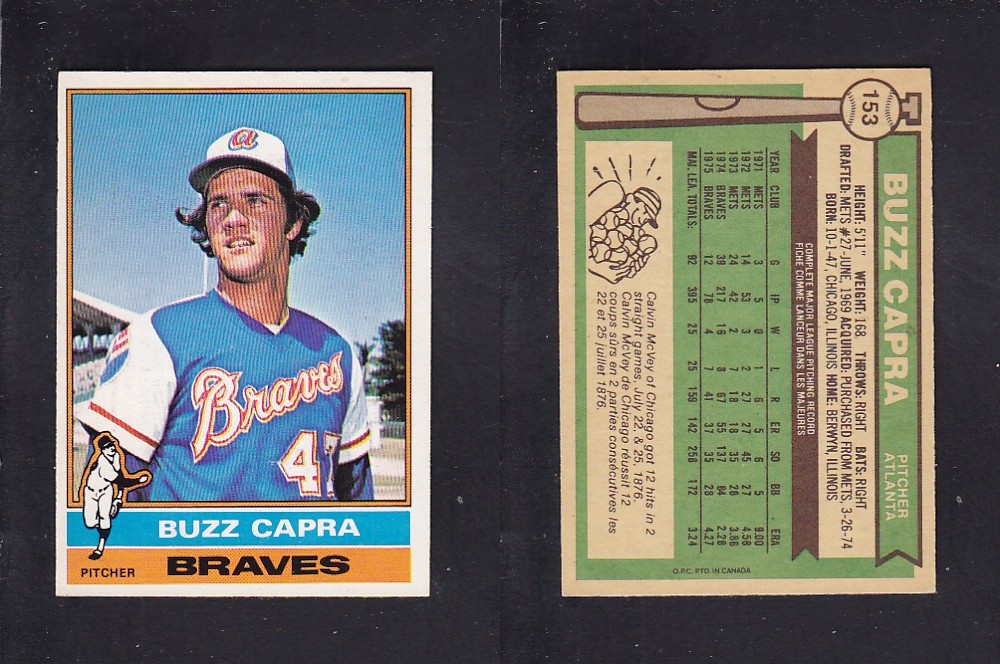 a
Braves
4
BUZZ CAPRA
PITCHER
BRAVES
153
T
BUZZ CAPRA
PITCHER
ATLANTA
HEIGHT: 5'11" WEIGHT: 168 THROWS: RIGHT BATS: RIGHT
DRAFTED: METS #27-JUNE, 1969 ACQUIRED: PURCHASED FROM METS, 3-26-74
BORN: 10-1-47, CHICAGO, ILLINOIS HOME: BERWYN, ILLINOIS
COMPLETE MAJOR LEAGUE PITCHING RECORD
FICHE COMME LANCEUR DANS LES MAJEURES
YEAR CLUB G IP W L R ER SO BB ERA
1971 METS 3 5 0 1 6 5 6 5 9.00
1972 METS 14 53 3 2 27 27 45 27 4.58
1973 METS 24 42 2 7 18 18 35 28 3.86
1974 BRAVES 39 217 16 8 67 55 137 84 2.28
1975 BRAVES 12 78 4 7 41 37 35 28 4.27
MAJ. LEA. TOTALS: 92 395 25 25 159 142 258 172 3.24
Calvin McVey of Chicago got 12 hits in 2
straight games, July 22, & 25, 1876.
Calvin McVey de Chicago réussit 12
coups sûrs en 2 parties consécutives les
22 et 25 juillet 1876.
O.P.C. PTD. IN CANADA